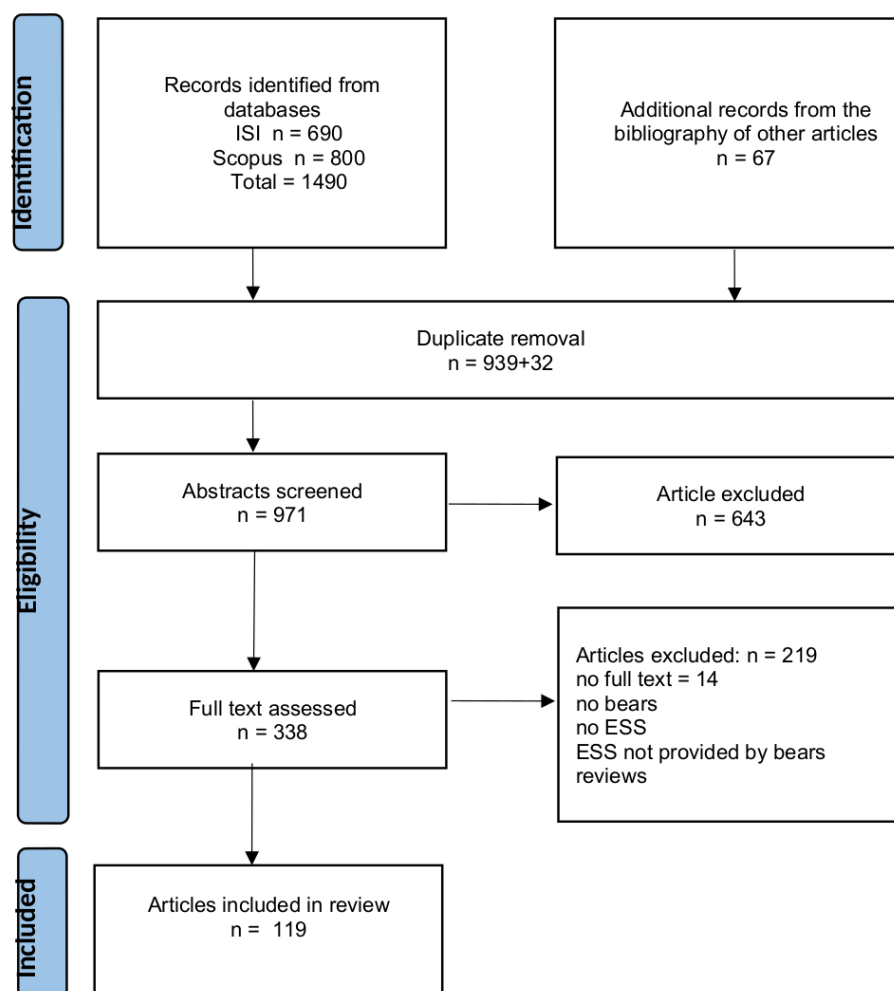 Identification
Records identified from
databases
ISI n = 690
Scopus n = 800
Total = 1490
Additional records from the
bibliography of other articles
n = 67
Eligibility
Duplicate removal
n = 939+32
Abstracts screened
n = 971
Article excluded
n = 643
Full text assessed
n = 338
Articles excluded: n = 219
no full text = 14
no bears
no ESS
ESS not provided by bears
reviews
Included
Articles included in review
n = 119